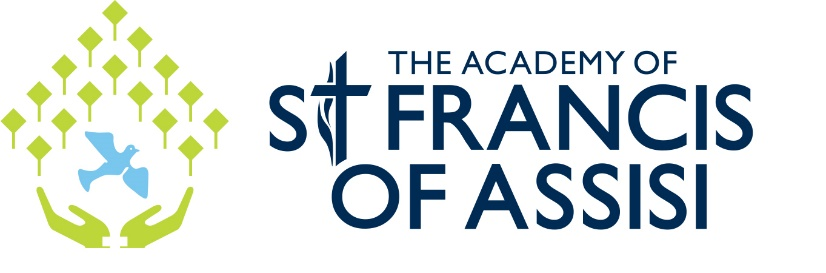 THE ACADEMY OF
St FRANCIS
OF ASSISI